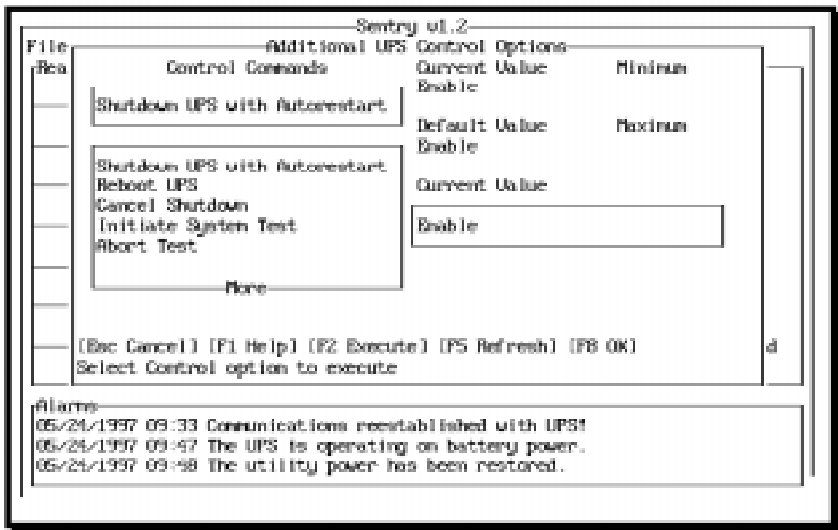 Sentry v1.2
File
Additional UPS Control Options
Rea
Control Commands
Current Value
Minimum
Enable
Shutdown UPS with Autorestart
Default Value
Maximum
Enable
Shutdown UPS with Autorestart
Reboot UPS
Cancel Shutdown
Initiate System Test
Abort Test
More
Current Value
Enable
[Esc Cancel] [F1 Help] [F2 Execute] [F5 Refresh] [F8 OK]
d
Select Control option to execute
Alarms
05/24/1997 09:33 Communications reestablished with UPS!
05/24/1997 09:47 The UPS is operating on battery power.
05/24/1997 09:48 The utility power has been restored.